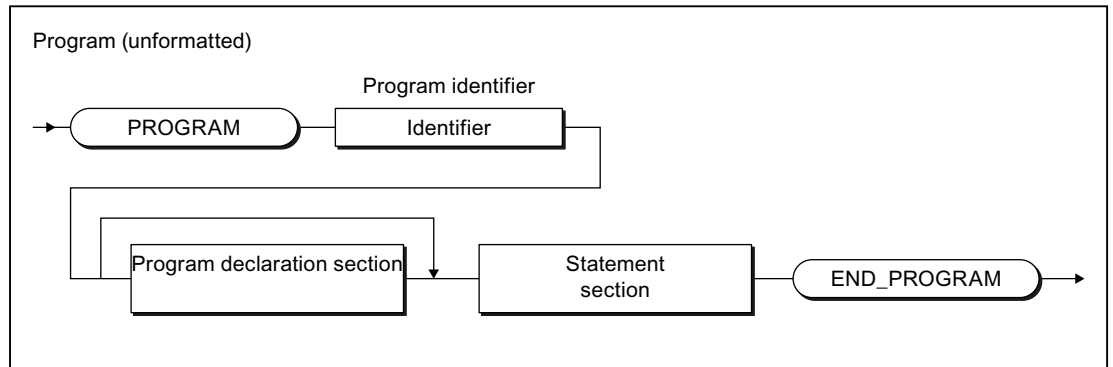 Program (unformatted)
Program identifier
PROGRAM
Identifier
Program declaration section
Statement
section
END_PROGRAM